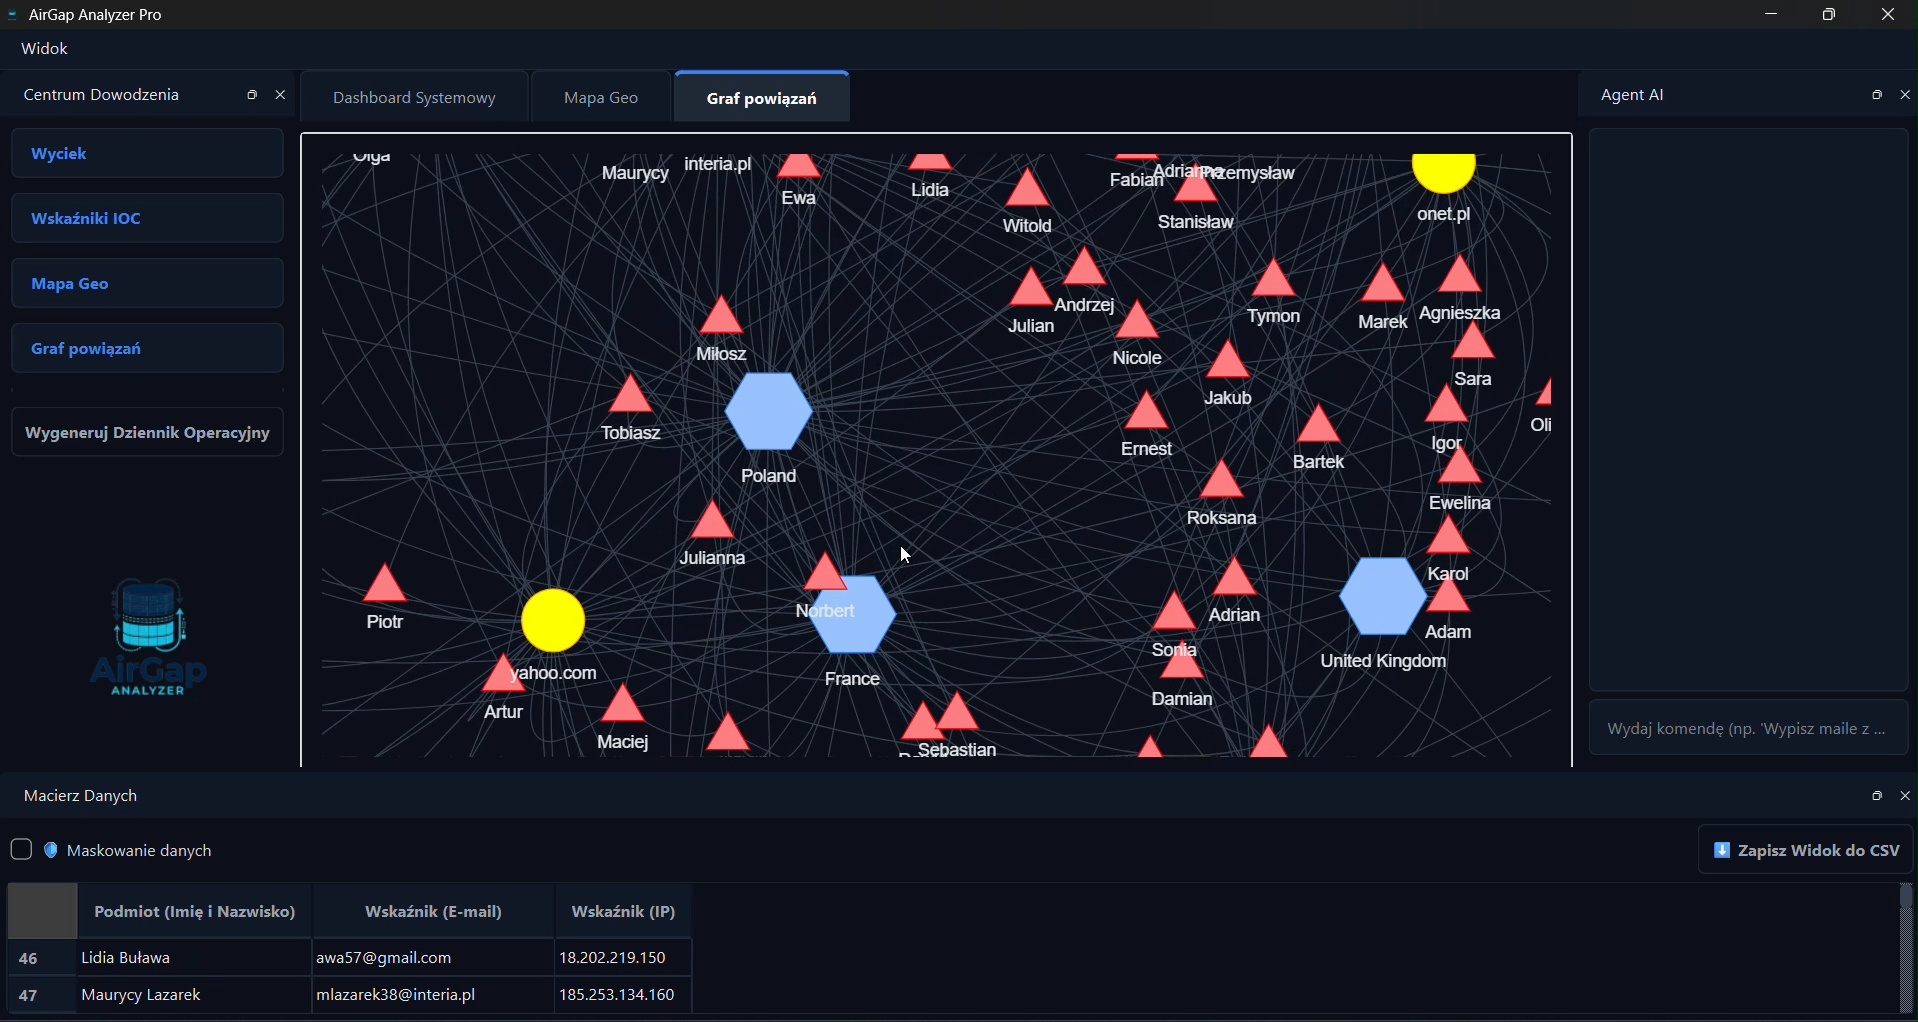 AirGap Analyzer Pro
Widok
Centrum Dowodzenia
Wyciek
Wskaźniki IOC
Mapa Geo
Graf powiązań
Wygeneruj Dziennik Operacyjny
AirGap
ANALYZER
Dashboard Systemowy
Mapa Geo
Graf powiązań
Olga
Maurycy
interia.pl
Ewa
Lidia
Witold
Fabian
Adrianna
Przemysław
Stanisław
onet.pl
Julian
Andrzej
Nicole
Tymon
Marek
Agnieszka
Sara
Miłosz
Jakub
Tobiasz
Poland
Ernest
Bartek
Igor
Oli
Ewelina
Roksana
Julianna
Karol
Norbert
Adrian
Adam
Piotr
Sonia
United Kingdom
yahoo.com
France
Damian
Artur
Maciej
Sebastian
Agent AI
Wydaj komendę (np. 'Wypisz maile z ...
Macierz Danych
Maskowanie danych
Zapisz Widok do CSV
Podmiot (Imię i Nazwisko) Wskaźnik (E-mail) Wskaźnik (IP)
46 Lidia Buława awa57@gmail.com 18.202.219.150
47 Maurycy Lazarek mlazarek38@interia.pl 185.253.134.160